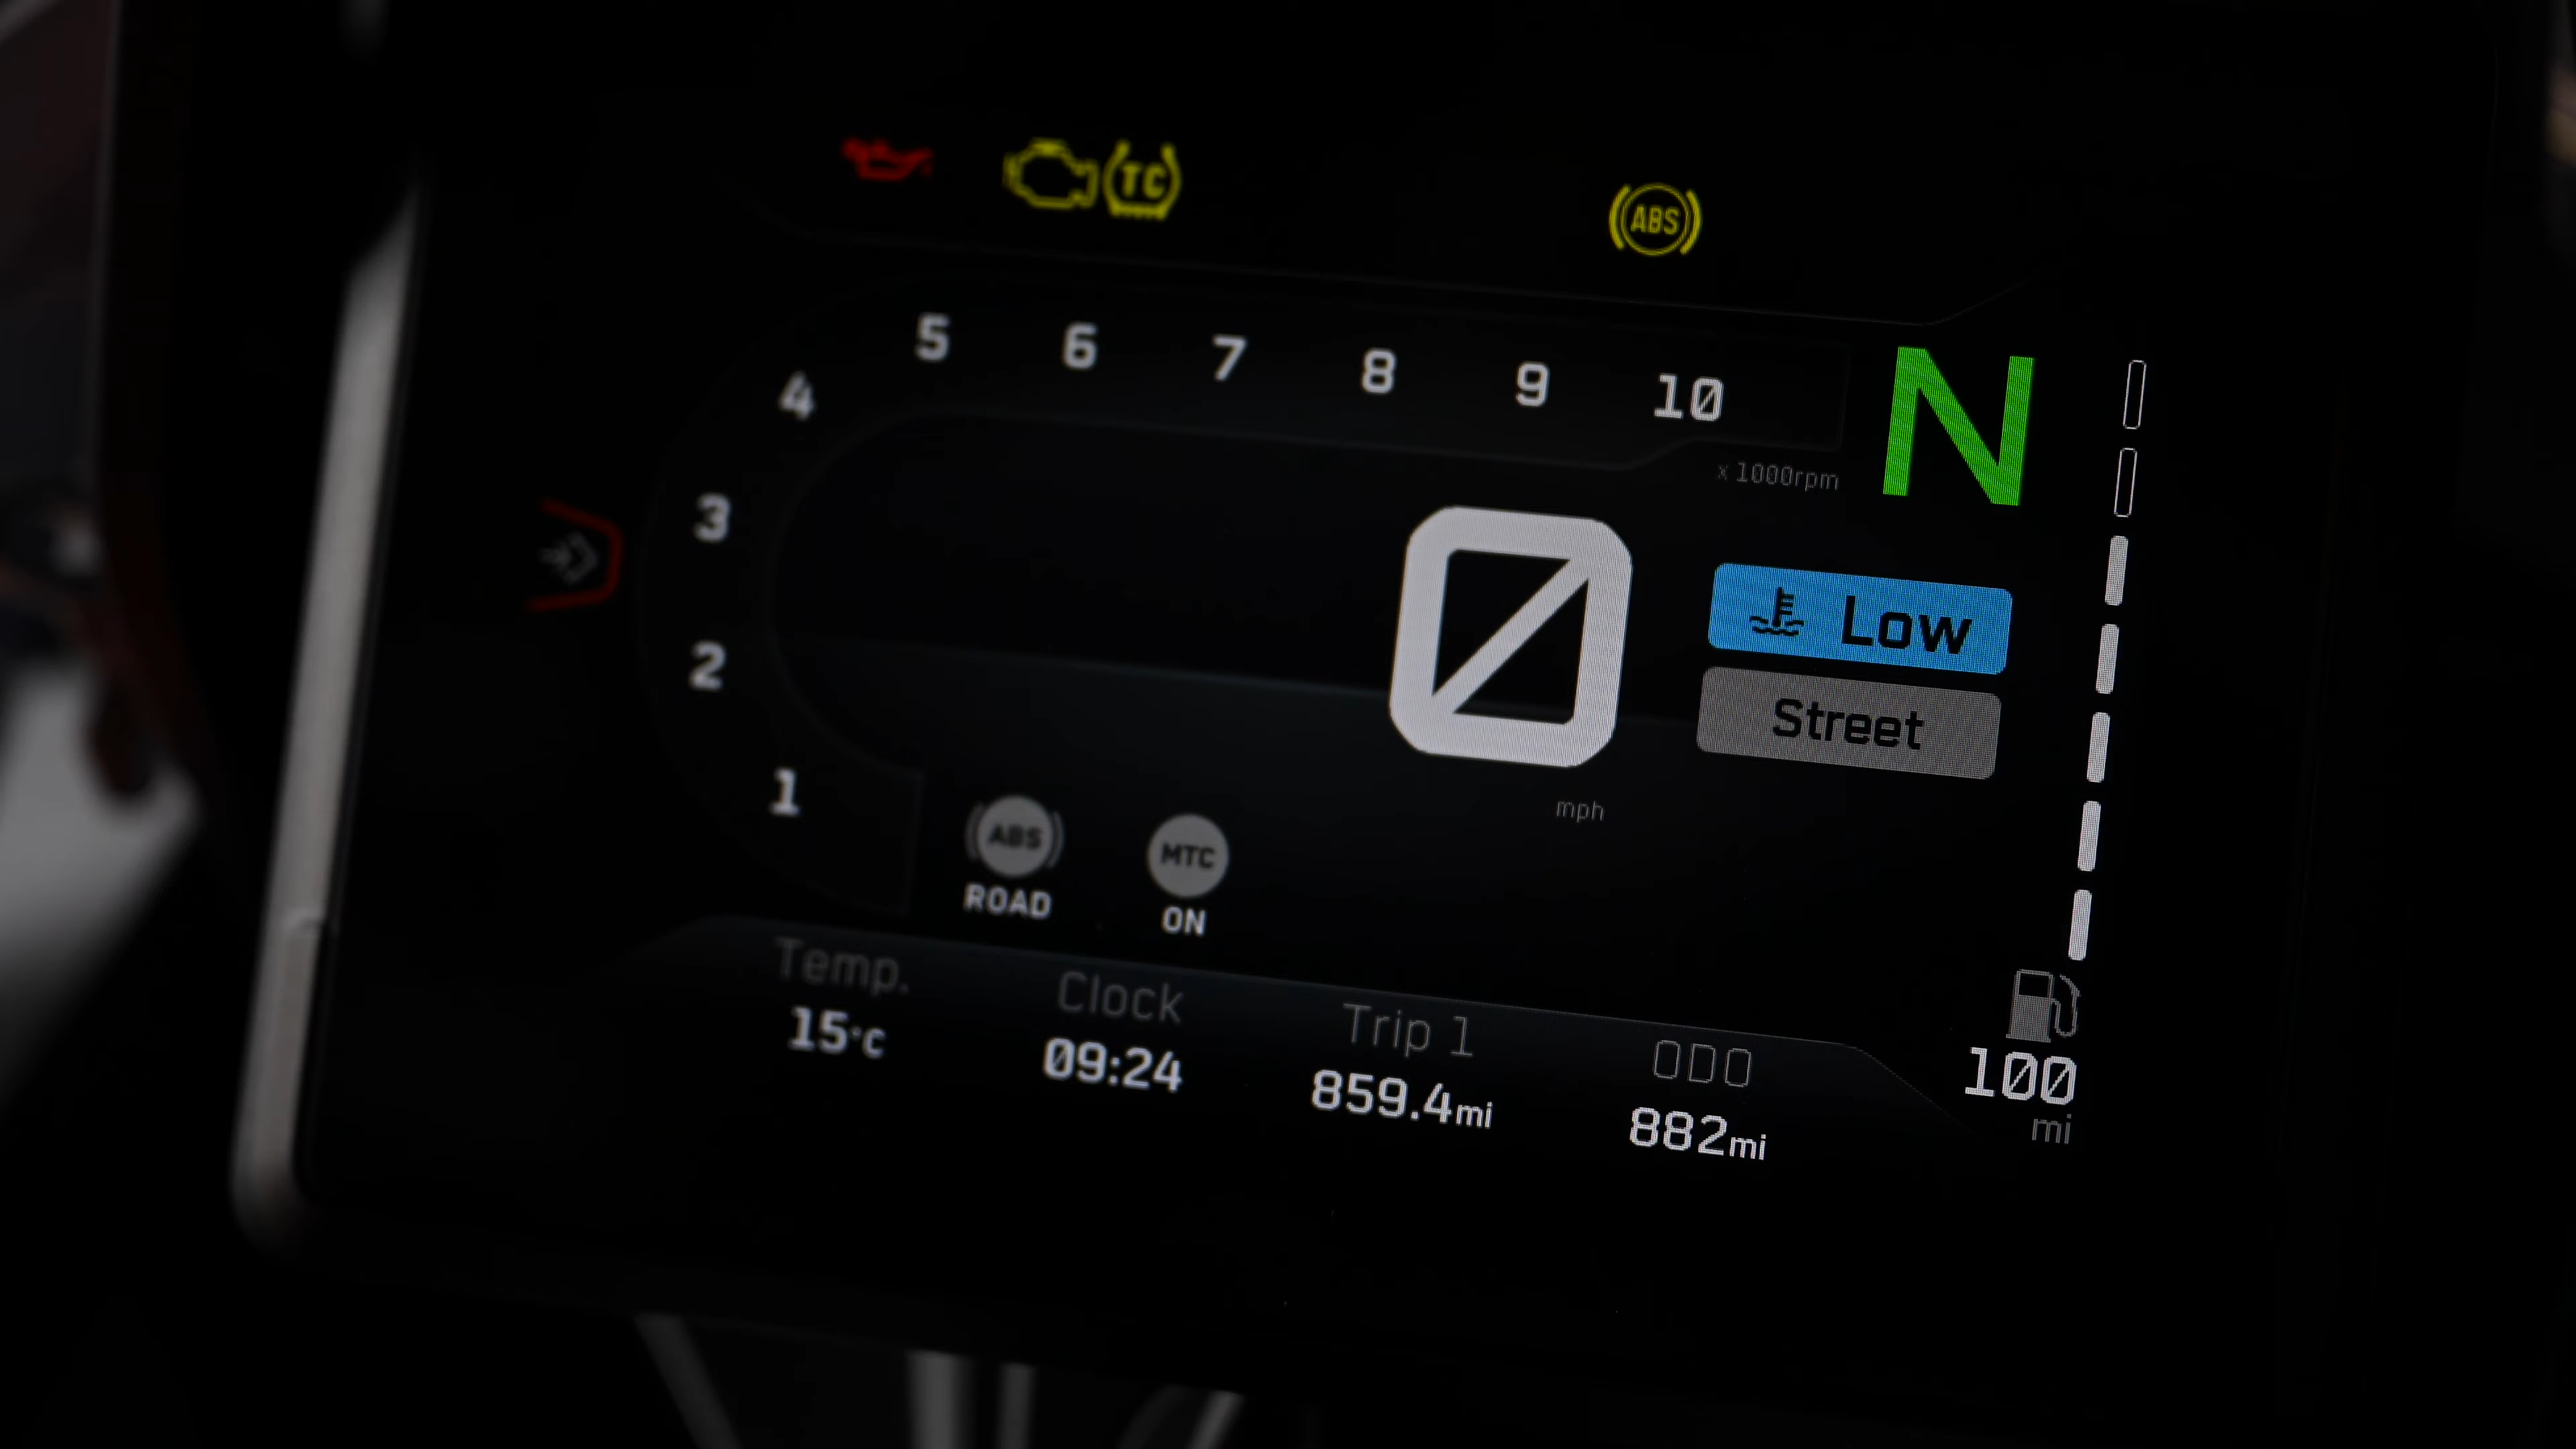 TC
ABS
5 6 7 8 9 10
4
3
2
1
x 1000rpm
N
0
mph
Low
Street
ABS
ROAD
MTC
ON
Temp.
15°C
Clock
09:24
Trip 1
859.4mi
ODO
882mi
100
mi